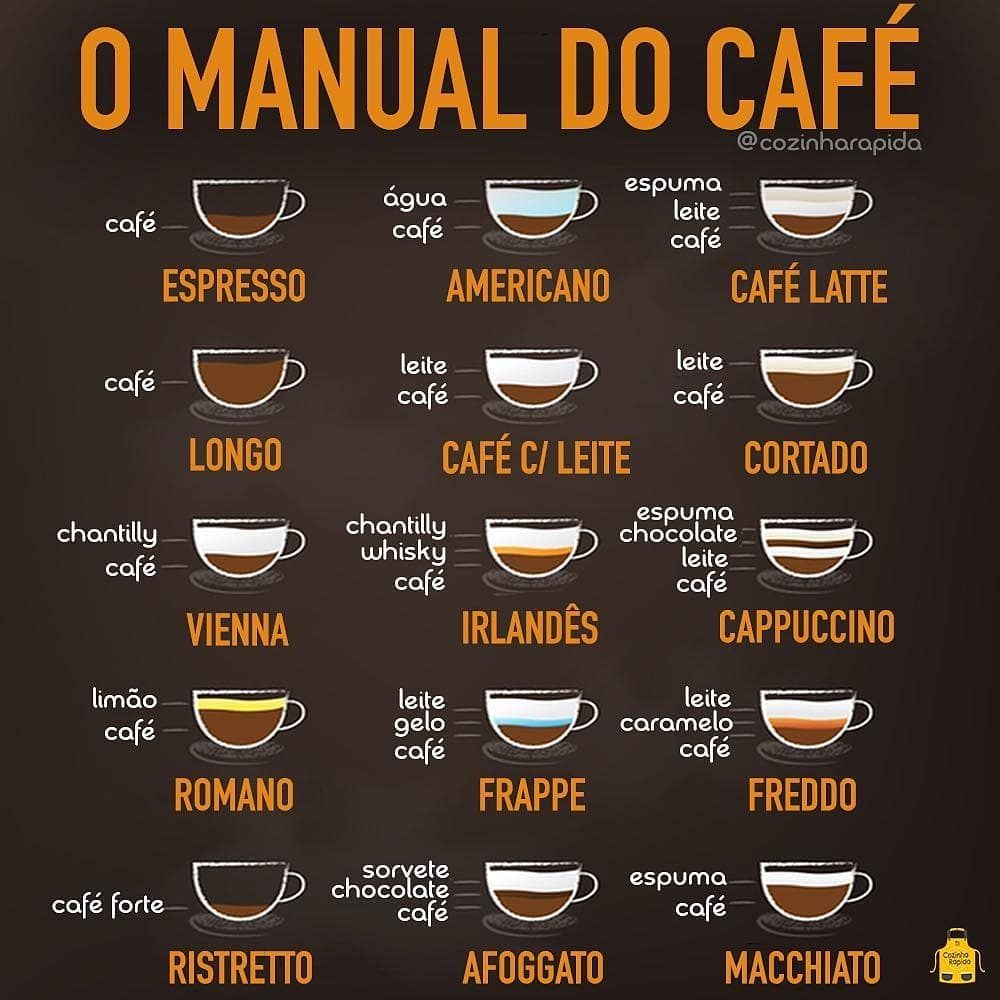 O MANUAL DO CAFÉ
@cozinharapida
café
ESPRESSO
água
café
AMERICANO
espuma
leite
café
CAFÉ LATTE
café
LONGO
leite
café
CAFÉ C/ LEITE
leite
café
CORTADO
chantilly
café
VIENNA
chantilly
whisky
café
IRLANDÊS
espuma
chocolate
leite
café
CAPPUCCINO
limão
café
ROMANO
leite
gelo
café
FRAPPE
leite
caramelo
café
FREDDO
café forte
RISTRETTO
sorvete
chocolate
café
AFOGGATO
espuma
café
MACCHIATO
Cozinha
Rapida